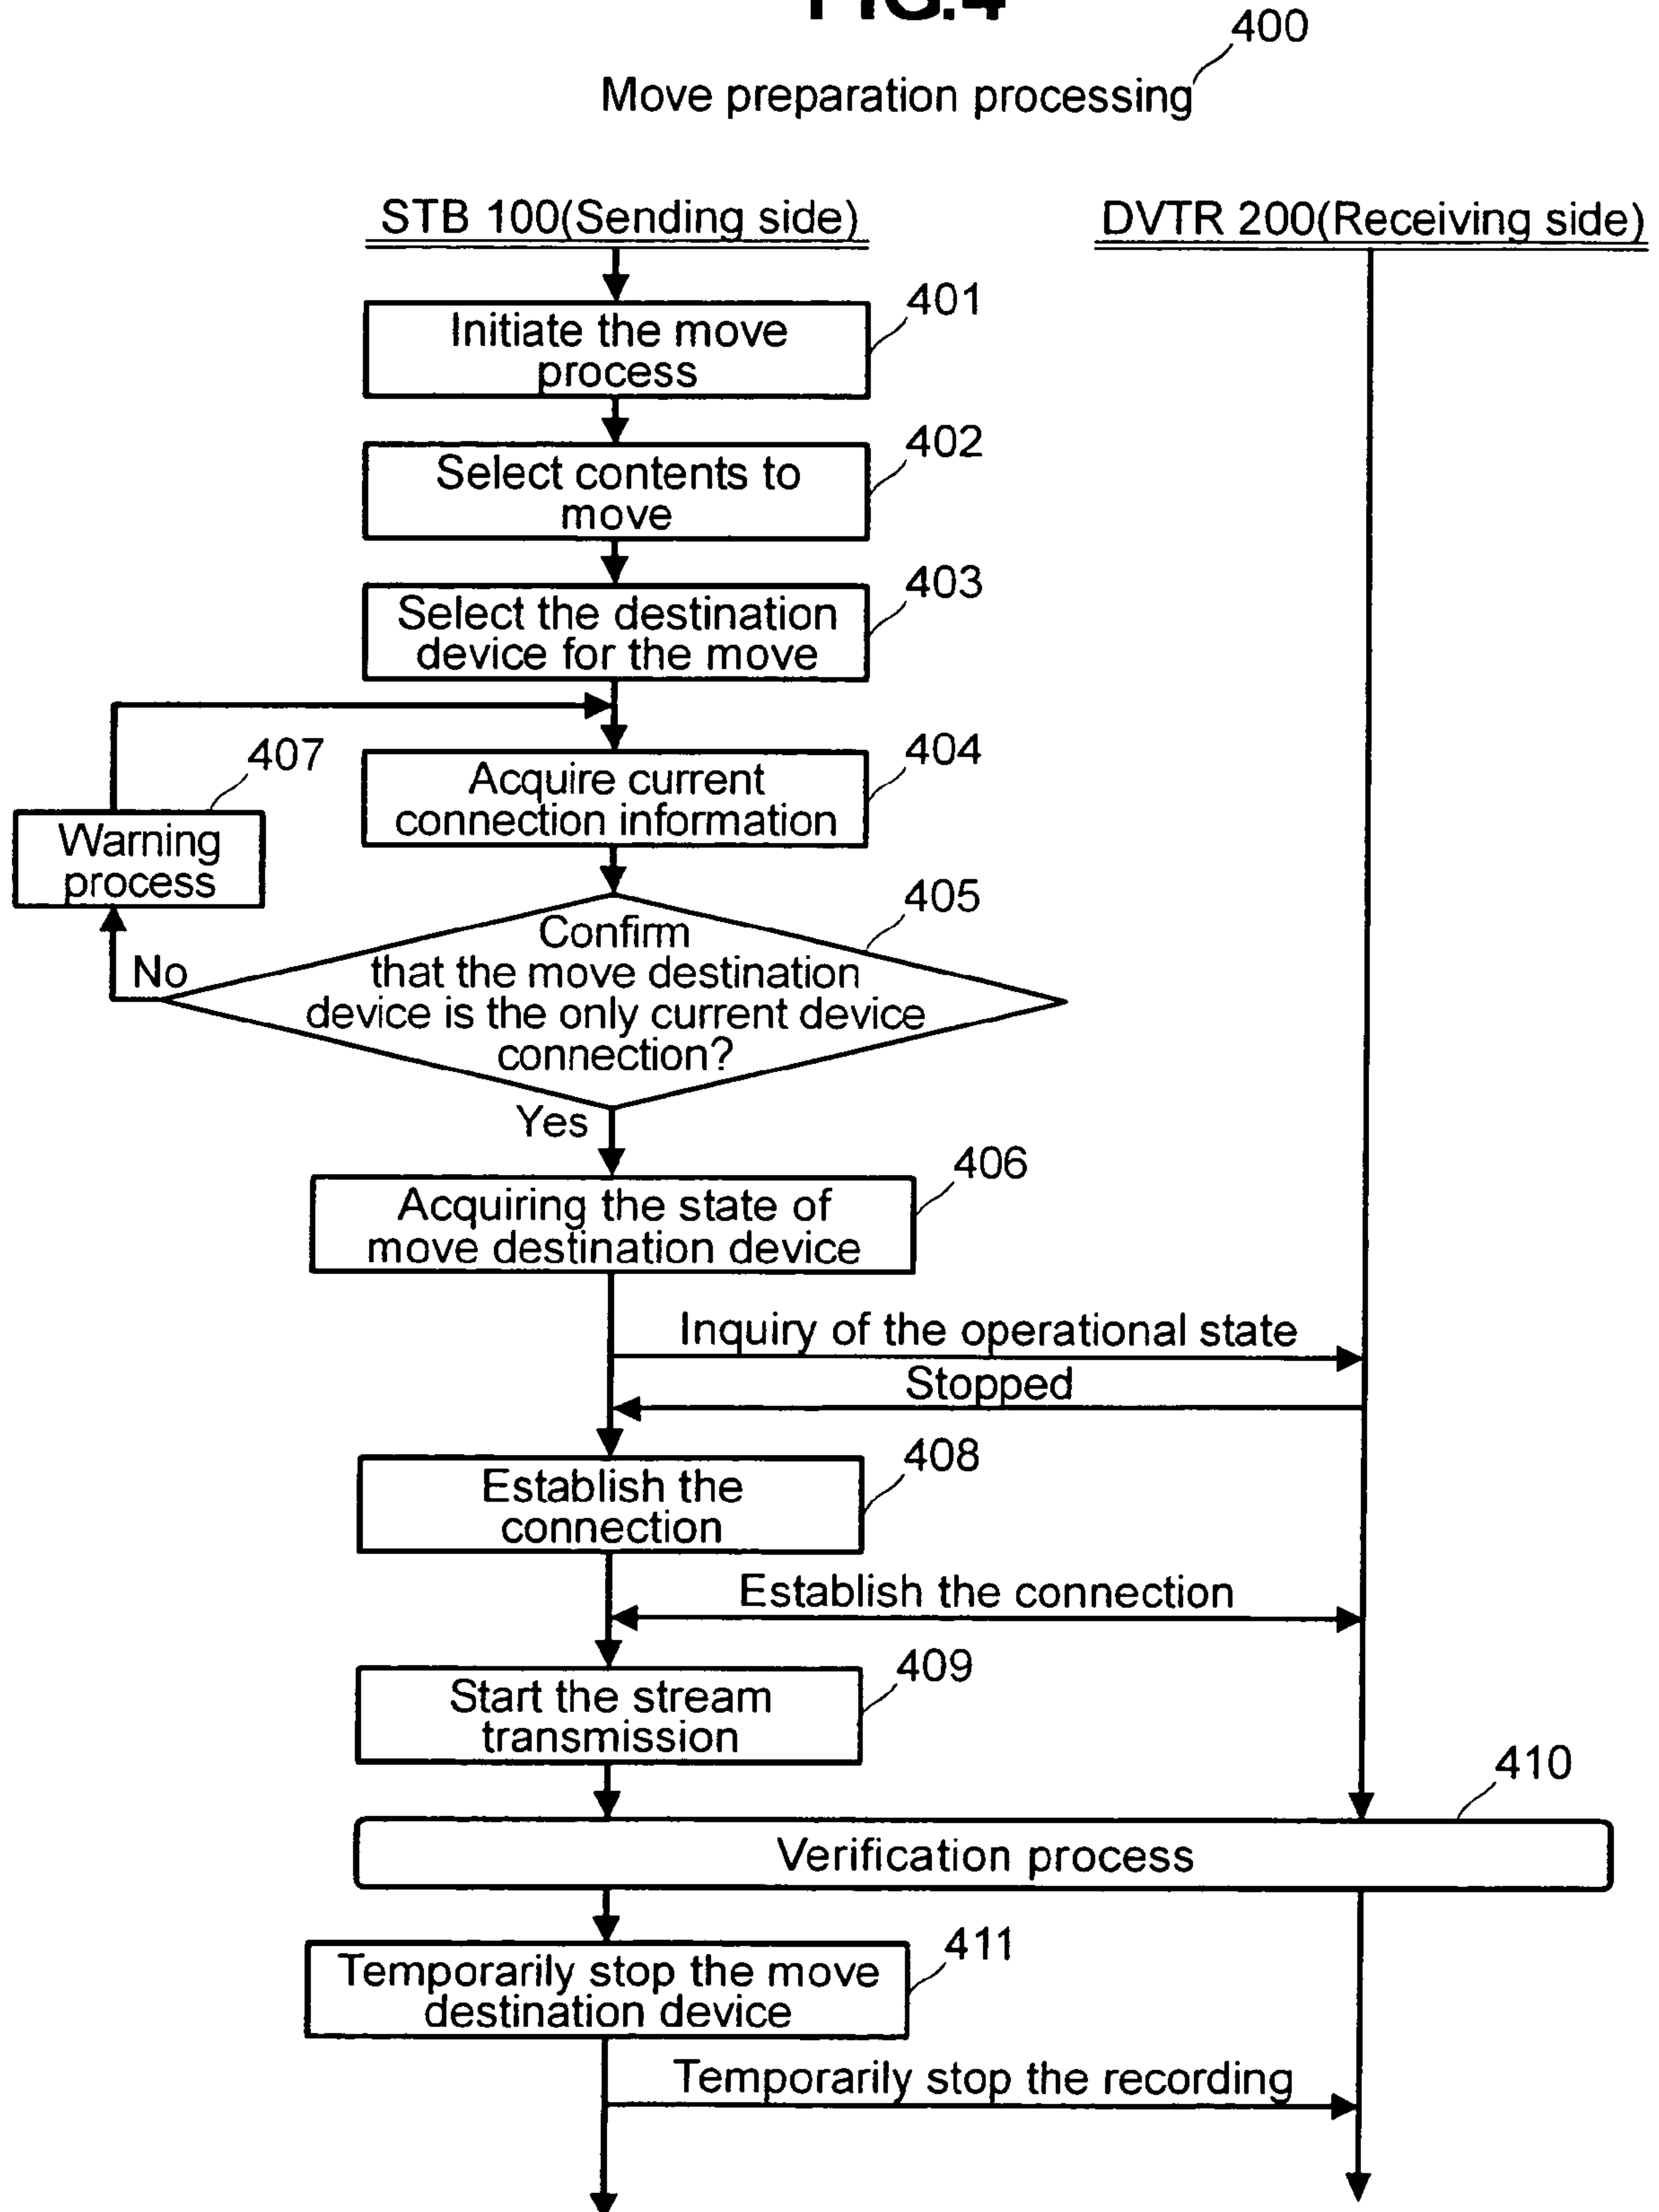 FIG.4
400
Move preparation processing
STB 100(Sending side)
DVTR 200(Receiving side)
401
Initiate the move
process
402
Select contents to
move
403
Select the destination
device for the move
404
Acquire current
connection information
407
Warning
process
405
Confirm
that the move destination
device is the only current device
connection?
No
Yes
406
Acquiring the state of
move destination device
Inquiry of the operational state
Stopped
408
Establish the
connection
Establish the connection
409
Start the stream
transmission
410
Verification process
411
Temporarily stop the move
destination device
Temporarily stop the recording